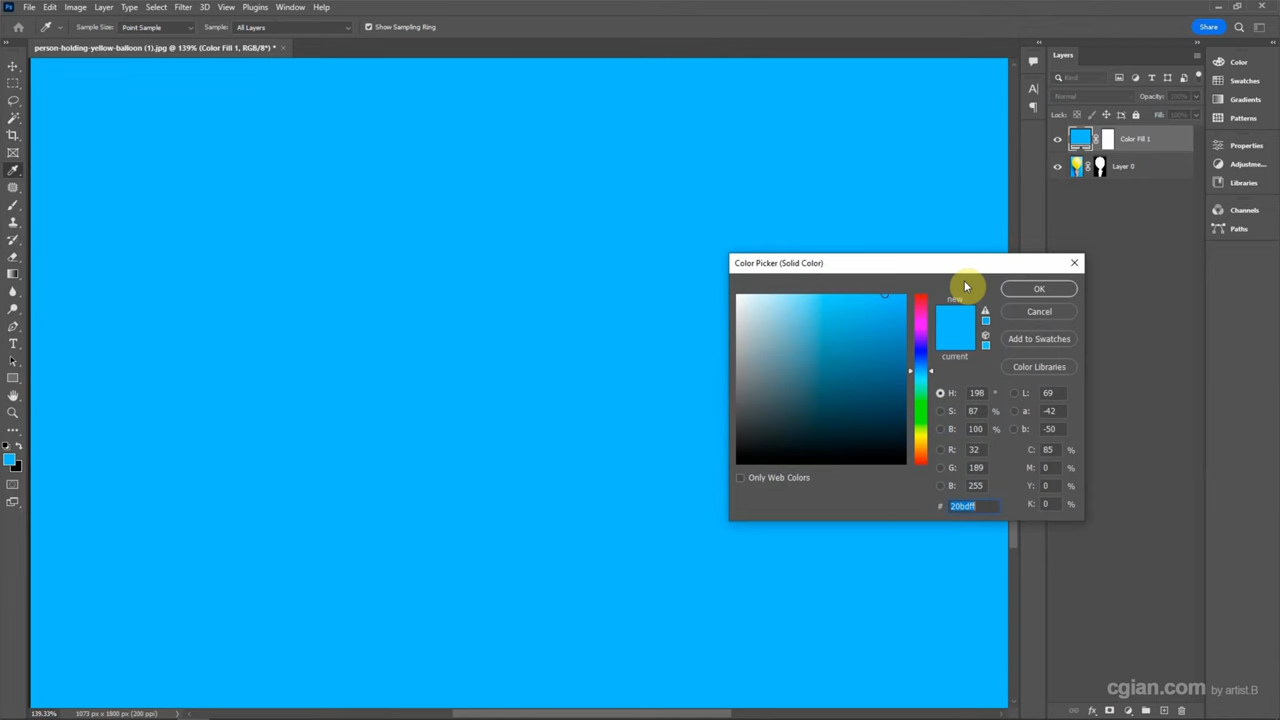 Ps File Edit Image Layer Type Select Filter 3D View Plugins Window Help
Sample Size: Point Sample Sample: All Layers Show Sampling Ring Share
person-holding-yellow-balloon (1).jpg @ 139% (Color Fill 1, RGB/8*) * ×
Layers
Kind
Normal Opacity: 100%
Lock: Fill: 100%
Color Fill 1
Layer 0
Color
Swatches
Gradients
Patterns
Properties
Adjustme...
Libraries
Channels
Paths
Color Picker (Solid Color)
new
current
OK
Cancel
Add to Swatches
Color Libraries
H: 198 ° L: 69
S: 87 % a: -42
B: 100 % b: -50
R: 32 C: 85 %
G: 189 M: 0 %
B: 255 Y: 0 %
# 20bdff K: 0 %
Only Web Colors
139.33% 1073 px x 1800 px (200 ppi)
cgian.com by artist.B